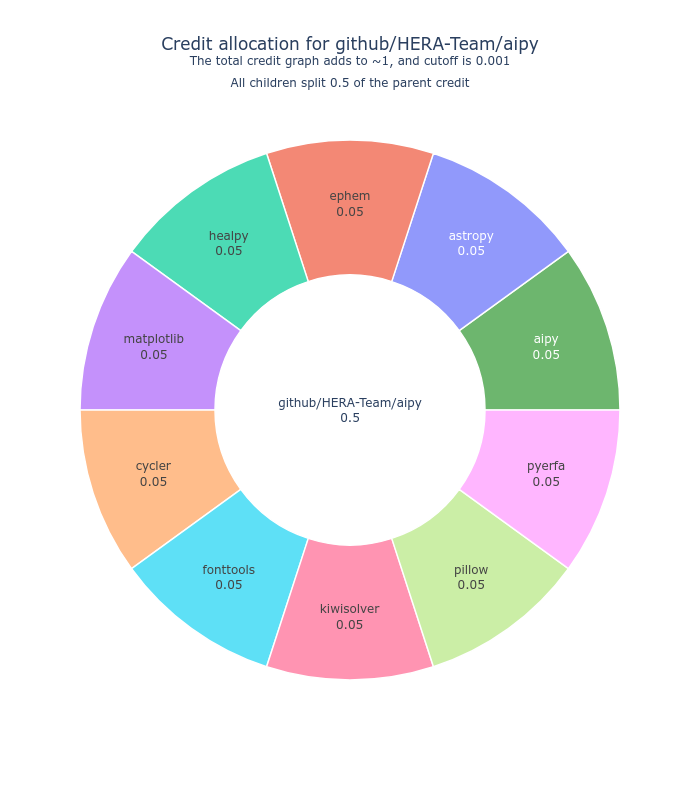 Credit allocation for github/HERA-Team/aipy
The total credit graph adds to ~1, and cutoff is 0.001
All children split 0.5 of the parent credit
ephem
0.05
healpy
0.05
astropy
0.05
matplotlib
0.05
aipy
0.05
github/HERA-Team/aipy
0.5
cycler
0.05
pyerfa
0.05
fonttools
0.05
pillow
0.05
kiwisolver
0.05